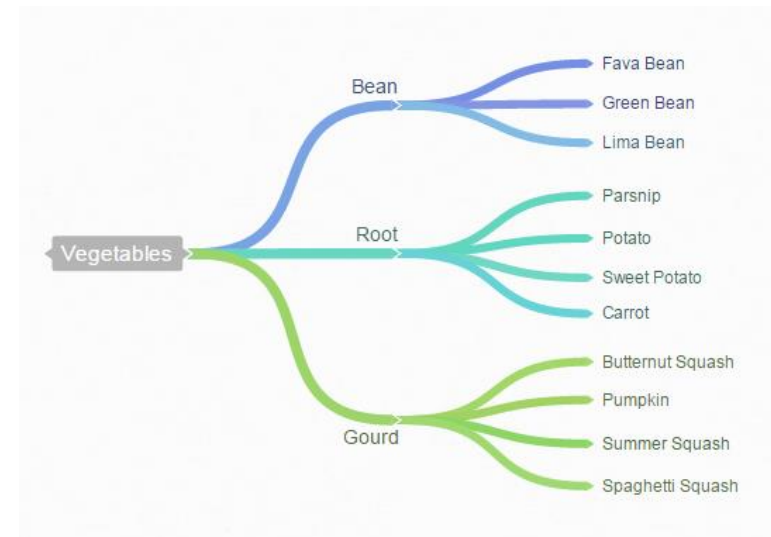 Vegetables
Bean
Fava Bean
Green Bean
Lima Bean
Root
Parsnip
Potato
Sweet Potato
Carrot
Gourd
Butternut Squash
Pumpkin
Summer Squash
Spaghetti Squash